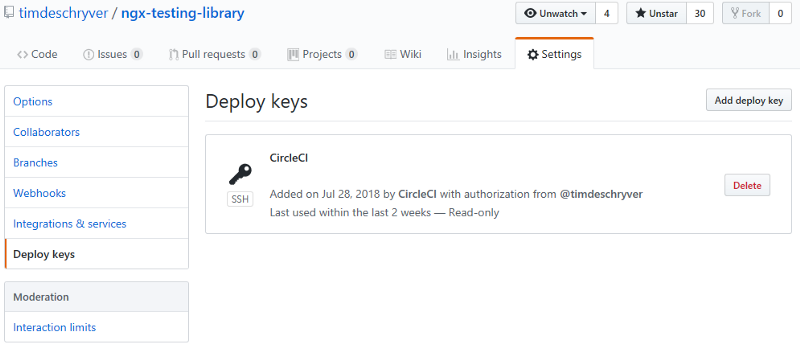 timdeschryver / ngx-testing-library
Unwatch 4 Unstar 30 Fork 0
Code Issues 0 Pull requests 0 Projects 0 Wiki Insights Settings
Options
Collaborators
Branches
Webhooks
Integrations & services
Deploy keys
Moderation
Interaction limits
Deploy keys Add deploy key
CircleCI
SSH
Added on Jul 28, 2018 by CircleCI with authorization from @timdeschryver
Last used within the last 2 weeks — Read-only
Delete